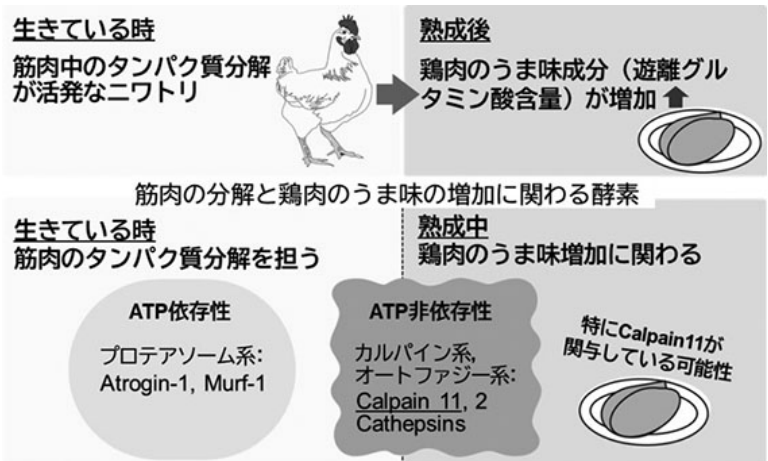 生きている時
筋肉中のタンパク質分解
が活発なニワトリ
熟成後
鶏肉のうま味成分（遊離グル
タミン酸含量）が増加
筋肉の分解と鶏肉のうま味の増加に関わる酵素
生きている時
筋肉のタンパク質分解を担う
ATP依存性
プロテアソーム系:
Atrogin-1, Murf-1
ATP非依存性
カルパイン系,
オートファジー系:
Calpain 11, 2
Cathepsins
熟成中
鶏肉のうま味増加に関わる
特にCalpain11が
関与している可能性